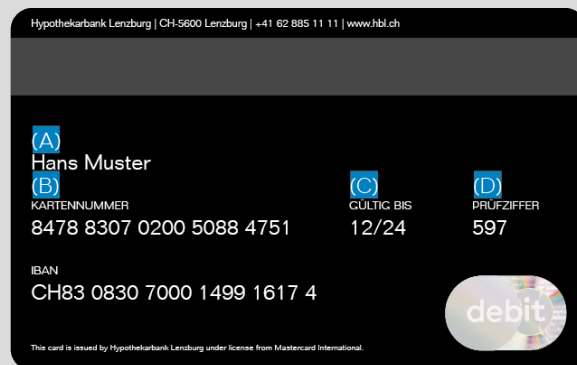 Hypothekarbank Lenzburg | CH-5600 Lenzburg | +41 62 885 11 11 | www.hbl.ch
(A)
Hans Muster
(B) (C) (D)
KARTENNUMMER GÜLTIG BIS PRÜFZIFFER
8478 8307 0200 5088 4751 12/24 597
IBAN
CH83 0830 7000 1499 1617 4
debit
This card is issued by Hypothekarbank Lenzburg under license from Mastercard International.